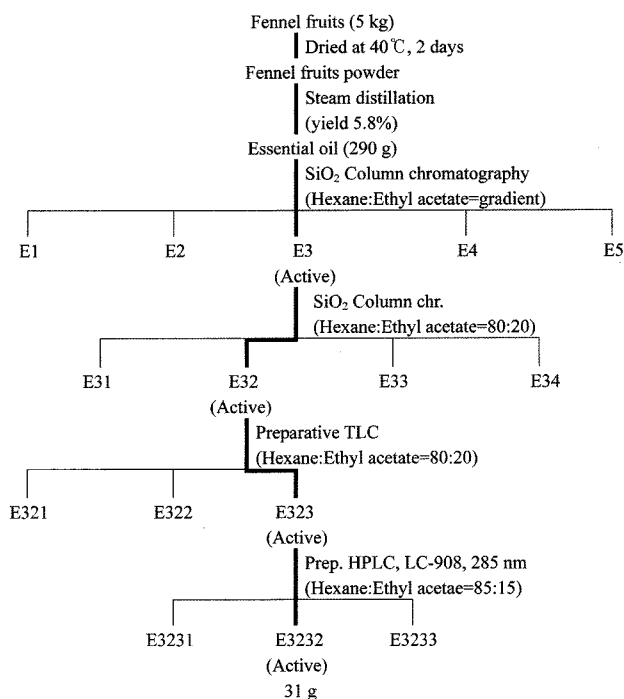 Fennel fruits (5 kg)
Dried at 40℃, 2 days
Fennel fruits powder
Steam distillation
(yield 5.8%)
Essential oil (290 g)
SiO₂ Column chromatography
(Hexane:Ethyl acetate=gradient)
E1 E2 E3 E4 E5
(Active)
SiO₂ Column chr.
(Hexane:Ethyl acetate=80:20)
E31 E32 E33 E34
(Active)
Preparative TLC
(Hexane:Ethyl acetate=80:20)
E321 E322 E323
(Active)
Prep. HPLC, LC-908, 285 nm
(Hexane:Ethyl acetae=85:15)
E3231 E3232 E3233
(Active)
31 g